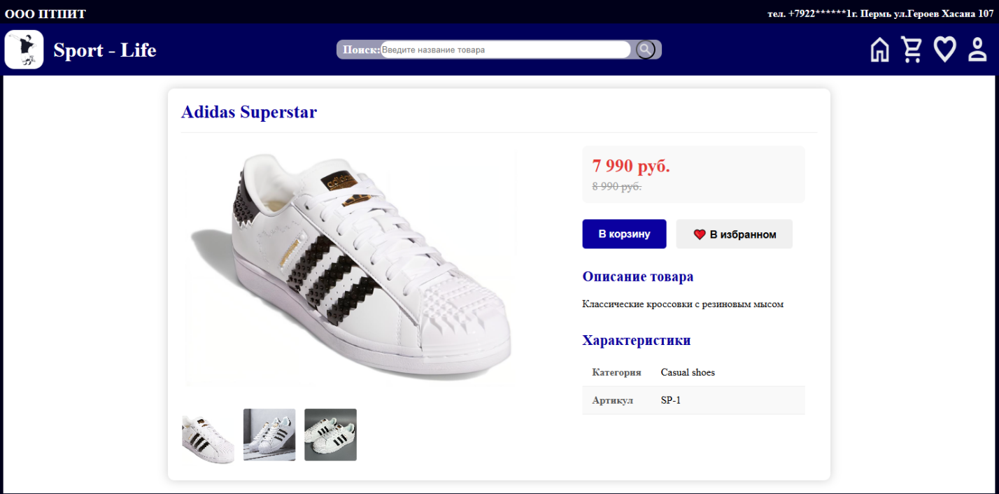 ООО ПТПИТ
тел. +7922******1г. Пермь ул.Героев Хасана 107
Sport - Life
Поиск: Введите название товара
Adidas Superstar
adidas
7 990 руб.
8 990 руб.
В корзину
В избранном
Описание товара
Классические кроссовки с резиновым мысом
Характеристики
Категория Casual shoes
Артикул SP-1